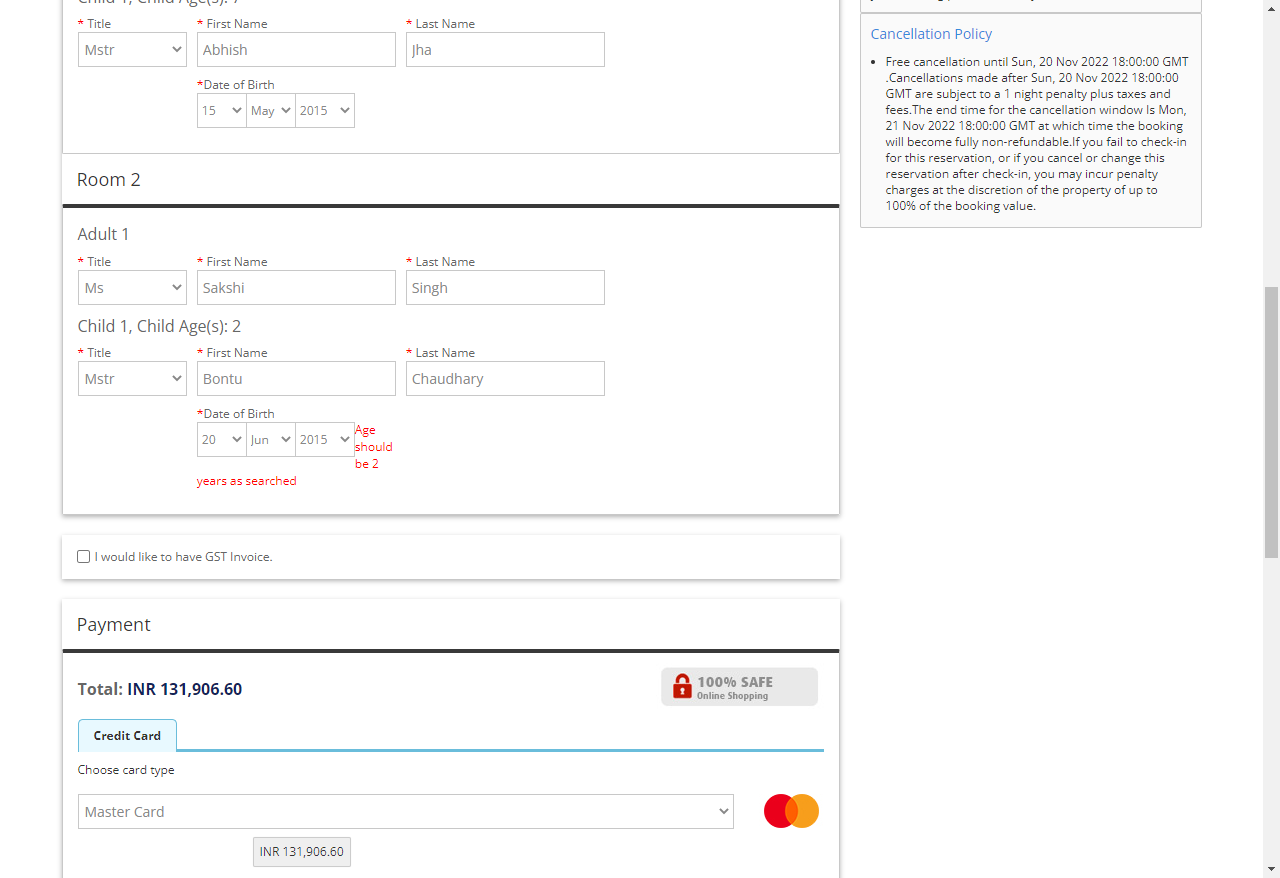 Child 1, Child Age(s): 7
* Title
* First Name
* Last Name
Mstr
Abhish
Jha
*Date of Birth
15
May
2015
Room 2
Adult 1
* Title
* First Name
* Last Name
Ms
Sakshi
Singh
Child 1, Child Age(s): 2
* Title
* First Name
* Last Name
Mstr
Bontu
Chaudhary
*Date of Birth
20
Jun
2015
Age
should
be 2
years as searched
I would like to have GST Invoice.
Payment
Total: INR 131,906.60
100% SAFE
Online Shopping
Credit Card
Choose card type
Master Card
INR 131,906.60
Cancellation Policy
Free cancellation until Sun, 20 Nov 2022 18:00:00 GMT
.Cancellations made after Sun, 20 Nov 2022 18:00:00
GMT are subject to a 1 night penalty plus taxes and
fees.The end time for the cancellation window Is Mon,
21 Nov 2022 18:00:00 GMT at which time the booking
will become fully non-refundable.If you fail to check-in
for this reservation, or if you cancel or change this
reservation after check-in, you may incur penalty
charges at the discretion of the property of up to
100% of the booking value.